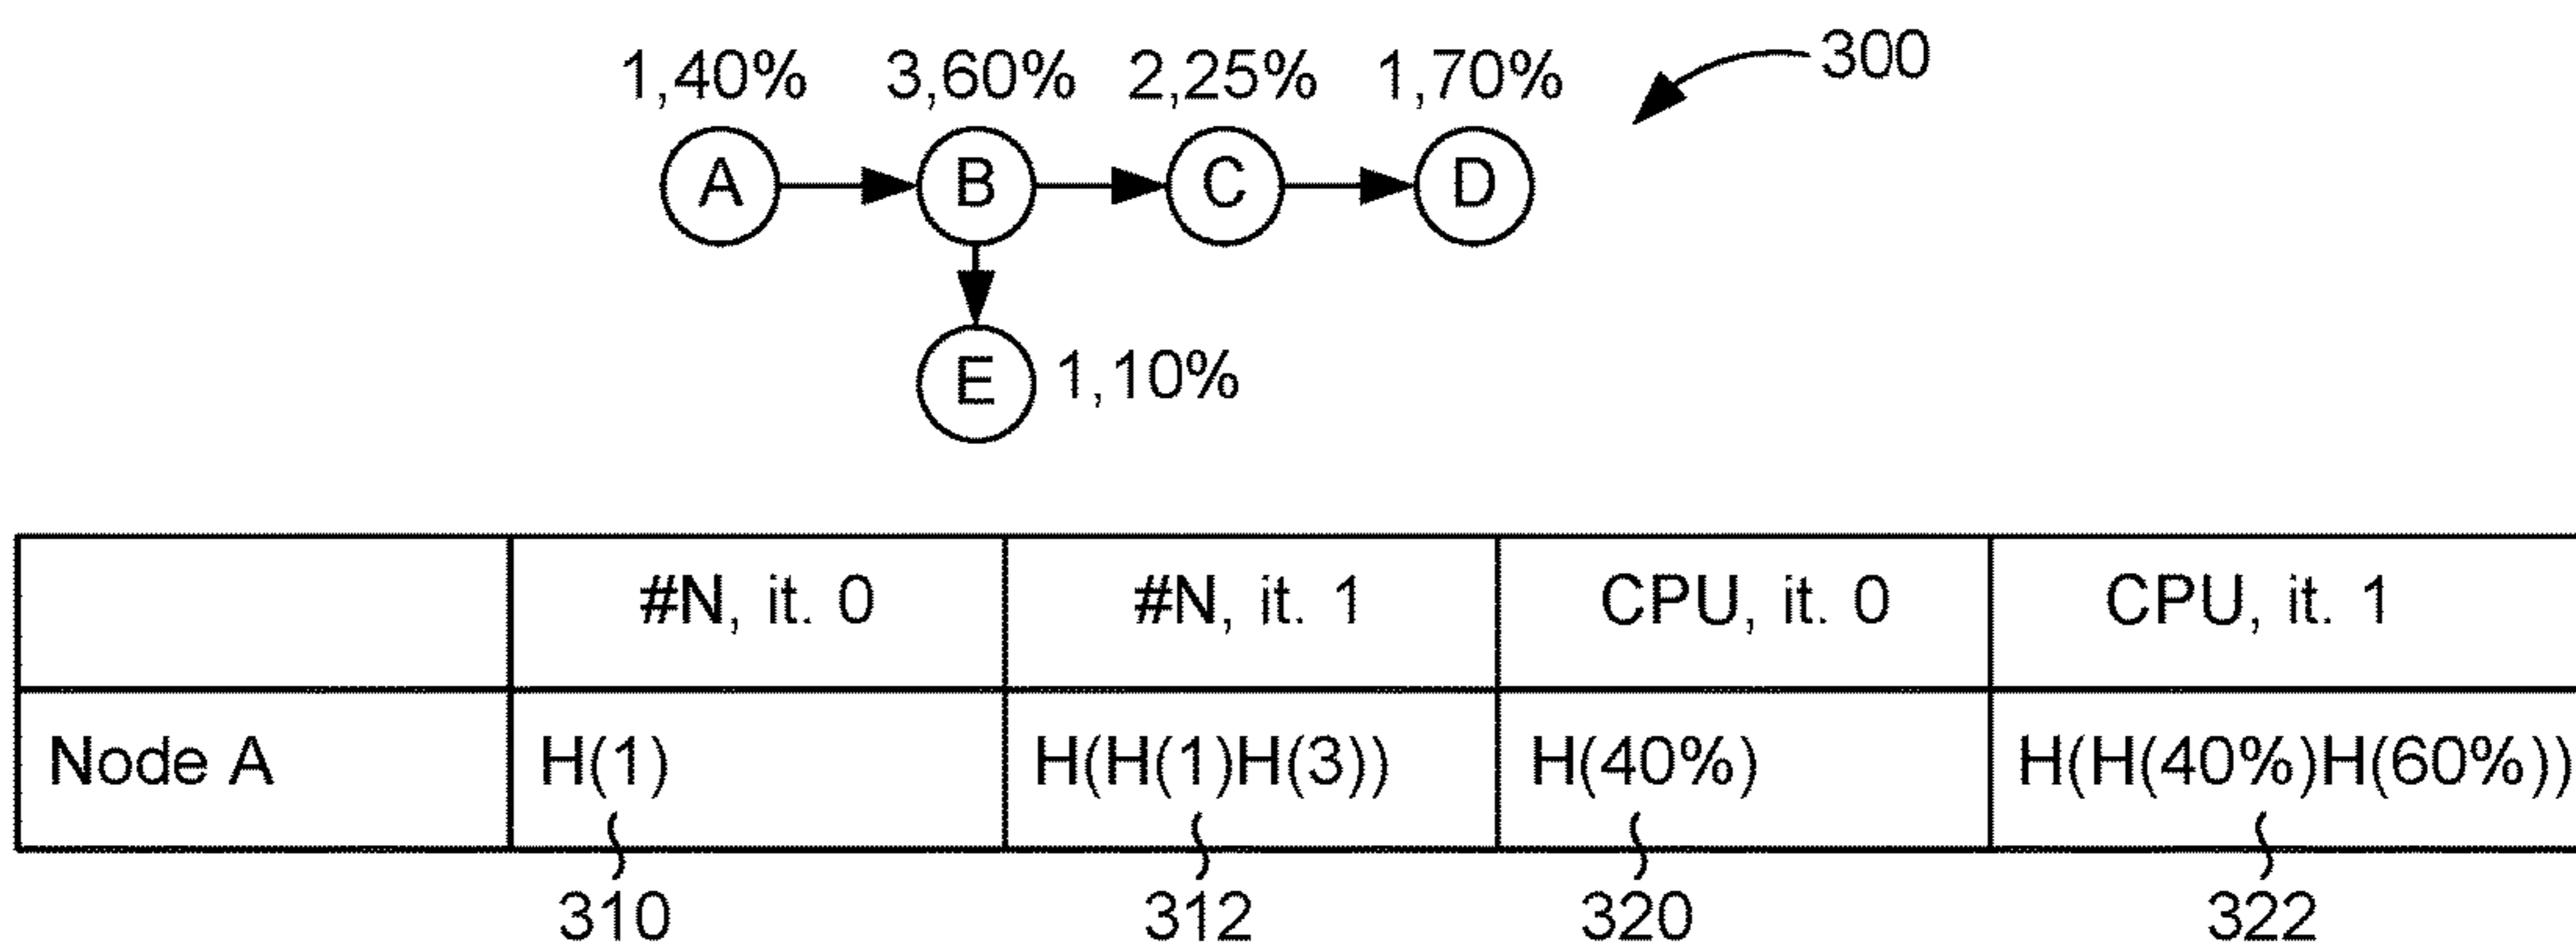 1,40% 3,60% 2,25% 1,70% 300
A B C D
E 1,10%
#N, it. 0 #N, it. 1 CPU, it. 0 CPU, it. 1
Node A H(1) H(H(1)H(3)) H(40%) H(H(40%)H(60%))
310 312 320 322